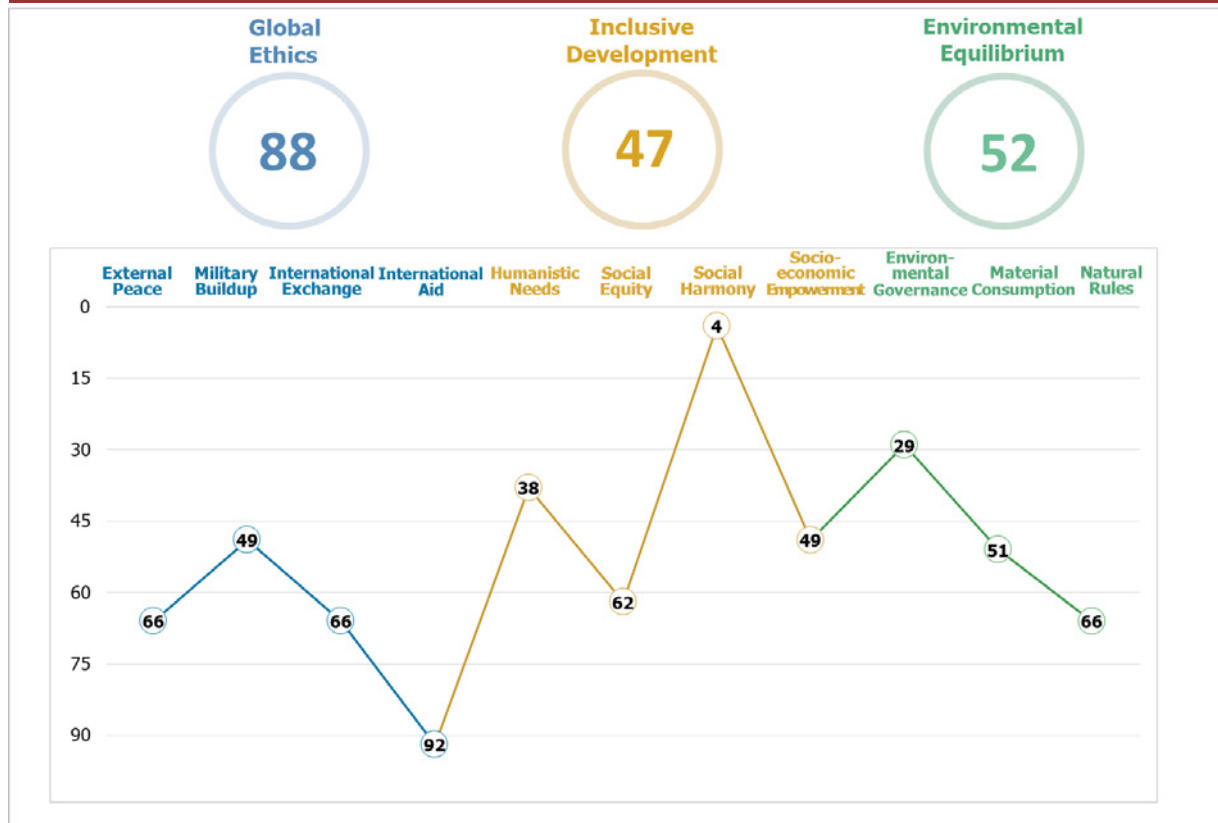 Global
Ethics
88
Inclusive
Development
47
Environmental
Equilibrium
52
External
Peace
Military
Buildup
International
Exchange
International
Aid
Humanistic
Needs
Social
Equity
Social
Harmony
Socio-
economic
Empowerment
Environ-
mental
Governance
Material
Consumption
Natural
Rules
0
15
30
45
60
75
90
66
49
66
92
38
62
4
49
29
51
66